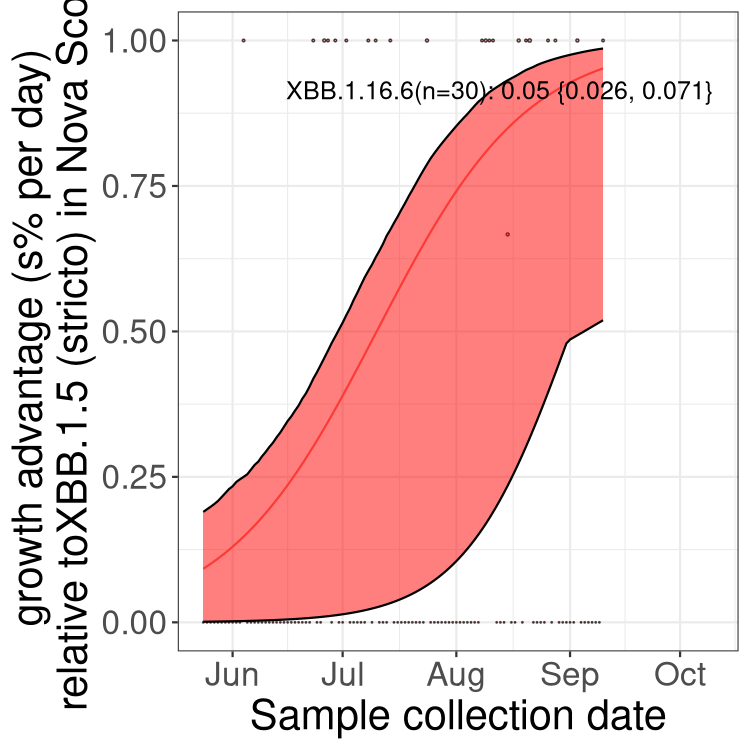 growth advantage (s% per day)
relative toXBB.1.5 (stricto) in Nova Sco
1.00
0.75
0.50
0.25
0.00
XBB.1.16.6(n=30): 0.05 {0.026, 0.071}
Jun Jul Aug Sep Oct
Sample collection date